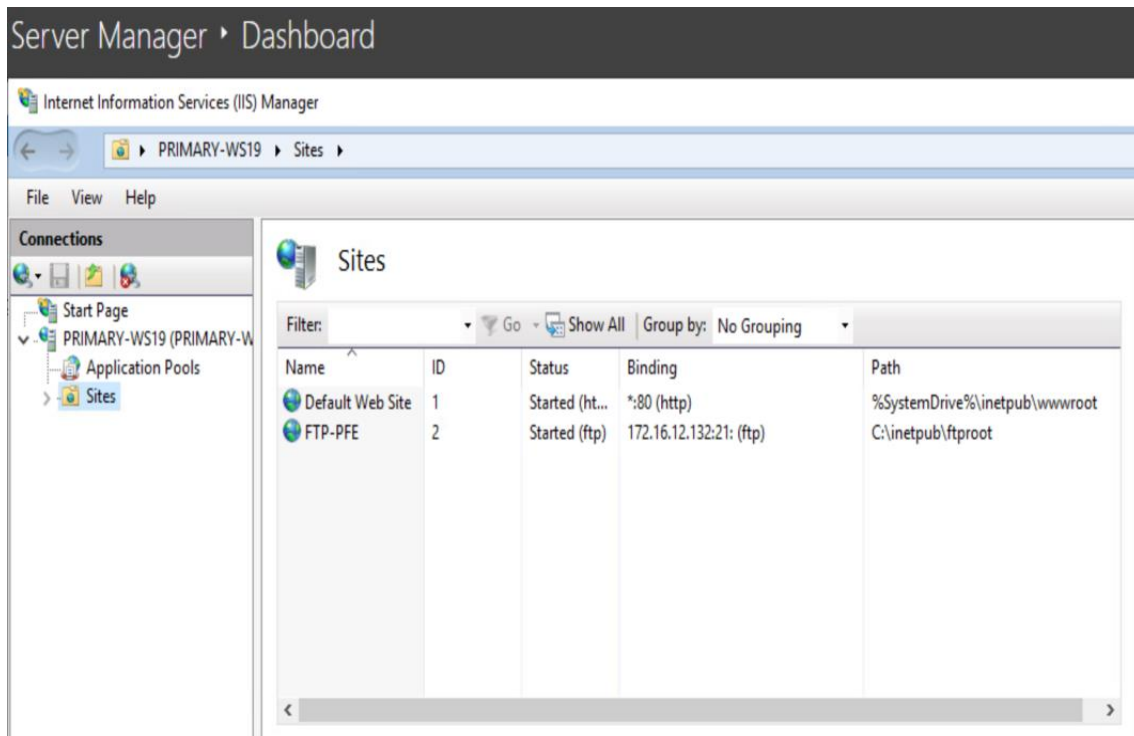 Server Manager ‣ Dashboard
Internet Information Services (IIS) Manager
PRIMARY-WS19 Sites
File View Help
Connections
Start Page
PRIMARY-WS19 (PRIMARY-W
Application Pools
Sites
Sites
Filter: Go Show All Group by: No Grouping
Name ID Status Binding Path
Default Web Site 1 Started (ht... *:80 (http) %SystemDrive%\inetpub\wwwroot
FTP-PFE 2 Started (ftp) 172.16.12.132:21: (ftp) C:\inetpub\ftproot